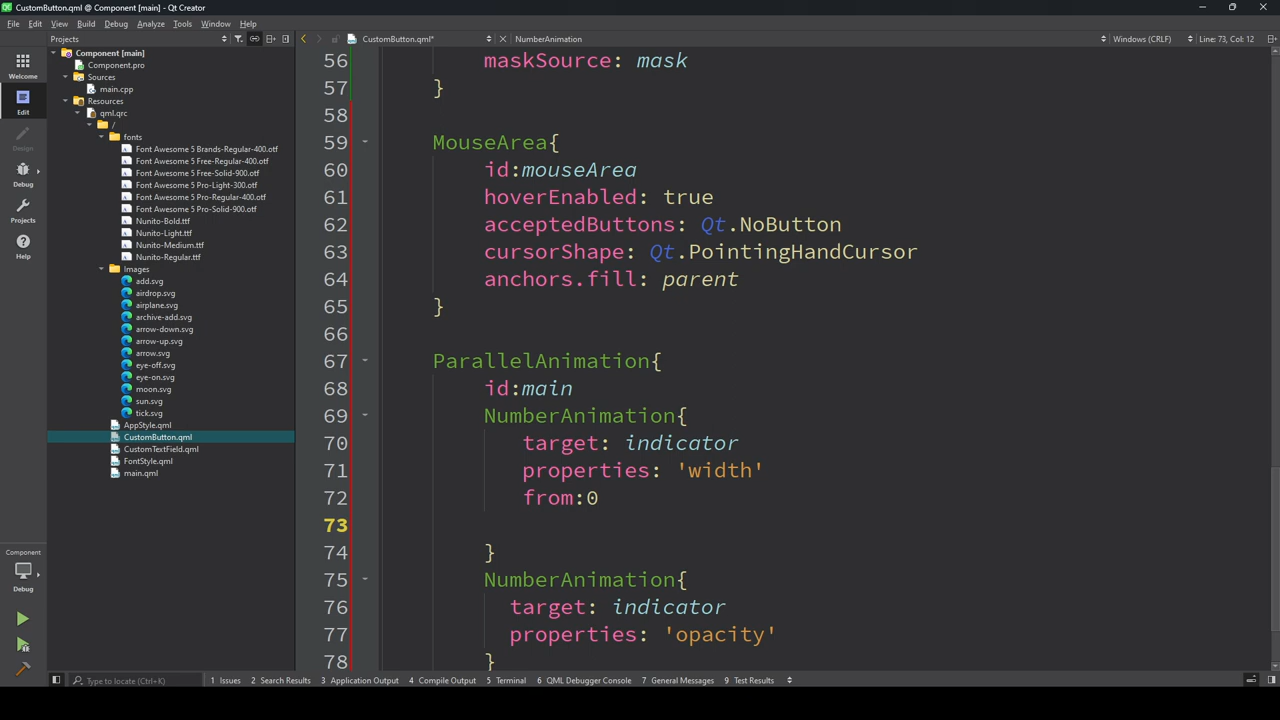 CustomButton.qml @ Component [main] - Qt Creator
File Edit View Build Debug Analyze Tools Window Help
Projects
CustomButton.qml*
NumberAnimation
Windows (CRLF)
Line: 73, Col: 12
Welcome
Edit
Design
Debug
Projects
Help
Component
Debug
Component [main]
Component.pro
Sources
main.cpp
Resources
qml.qrc
/
fonts
Font Awesome 5 Brands-Regular-400.otf
Font Awesome 5 Free-Regular-400.otf
Font Awesome 5 Free-Solid-900.otf
Font Awesome 5 Pro-Light-300.otf
Font Awesome 5 Pro-Regular-400.otf
Font Awesome 5 Pro-Solid-900.otf
Nunito-Bold.ttf
Nunito-Light.ttf
Nunito-Medium.ttf
Nunito-Regular.ttf
Images
add.svg
airdrop.svg
airplane.svg
archive-add.svg
arrow-down.svg
arrow-up.svg
arrow.svg
eye-off.svg
eye-on.svg
moon.svg
sun.svg
tick.svg
AppStyle.qml
CustomButton.qml
CustomTextField.qml
FontStyle.qml
main.qml
56 maskSource: mask
57 }
58
59 MouseArea{
60 id:mouseArea
61 hoverEnabled: true
62 acceptedButtons: Qt.NoButton
63 cursorShape: Qt.PointingHandCursor
64 anchors.fill: parent
65 }
66
67 ParallelAnimation{
68 id:main
69 NumberAnimation{
70 target: indicator
71 properties: 'width'
72 from:0
73
74 }
75 NumberAnimation{
76 target: indicator
77 properties: 'opacity'
78 }
Type to locate (Ctrl+K)
1 Issues
2 Search Results
3 Application Output
4 Compile Output
5 Terminal
6 QML Debugger Console
7 General Messages
9 Test Results